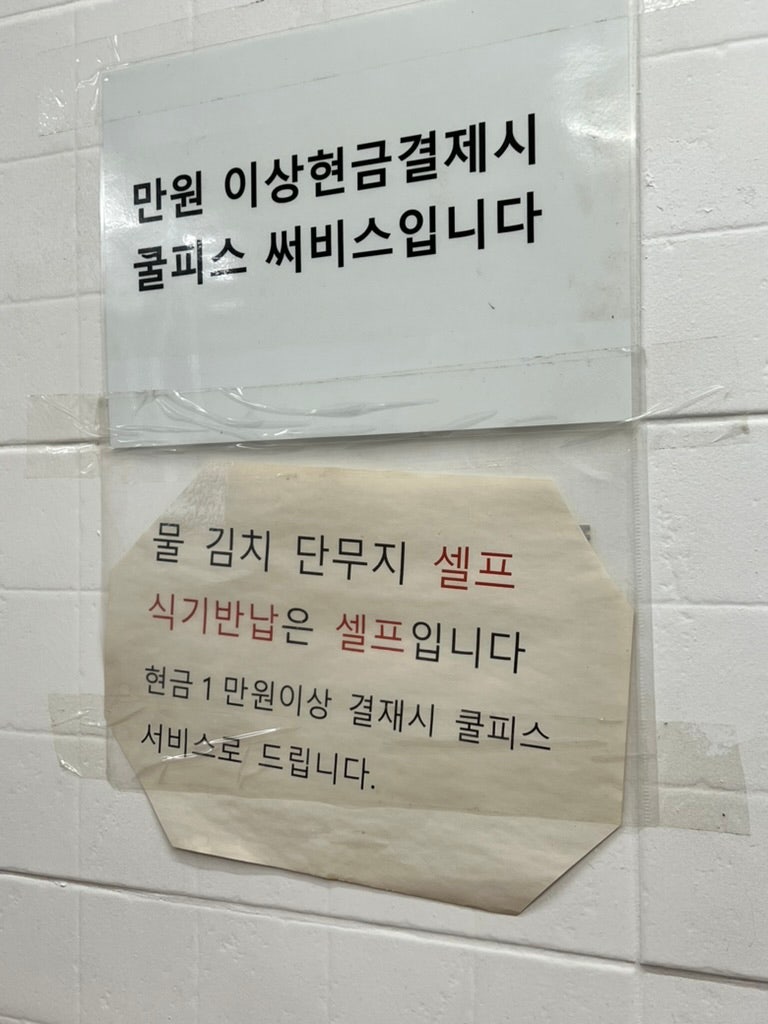 만원 이상현금결제시
쿨피스 써비스입니다
물 김치 단무지 셀프
식기반납은 셀프입니다
현금 1 만원이상 결재시 쿨피스
서비스로 드립니다.